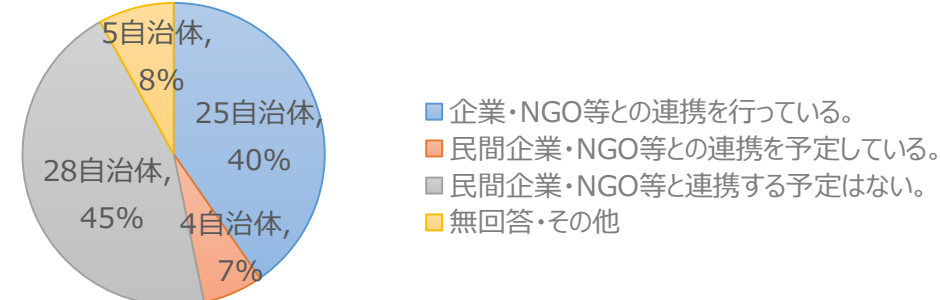 5自治体,
8%
25自治体,
40%
28自治体,
45%
4自治体,
7%
企業・NGO等との連携を行っている。
民間企業・NGO等との連携を予定している。
民間企業・NGO等と連携する予定はない。
無回答・その他